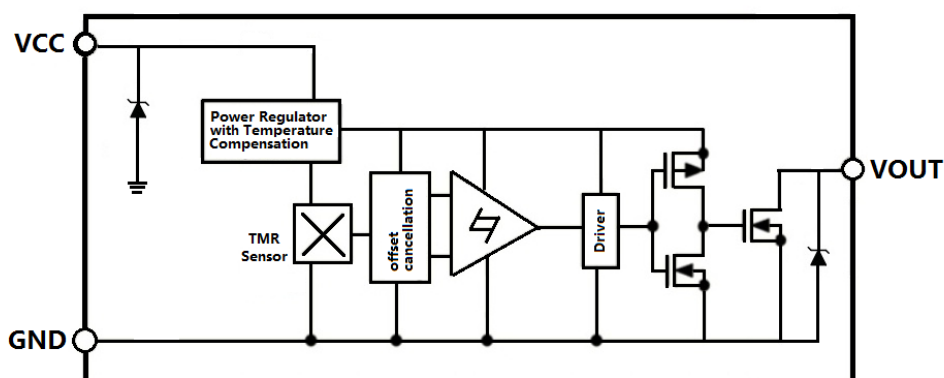 VCC
Power Regulator
with Temperature
Compensation
VOUT
TMR
Sensor
offset
cancellation
Driver
GND